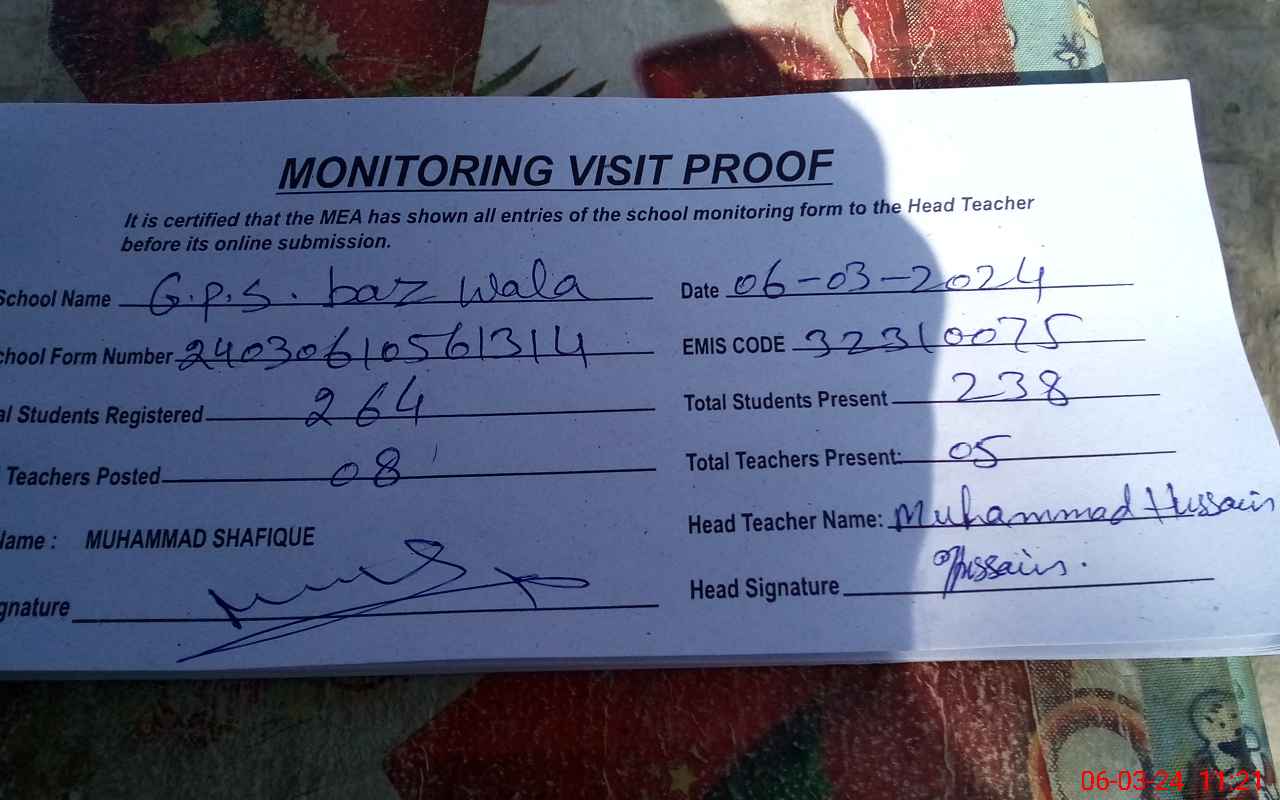 MONITORING VISIT PROOF
It is certified that the MEA has shown all entries of the school monitoring form to the Head Teacher
before its online submission.
School Name G.P.S. baz Wala Date 06-03-2024
chool Form Number 24030610561314 EMIS CODE 32310075
al Students Registered 264 Total Students Present 238
Teachers Posted 08 Total Teachers Present: 05
Head Teacher Name: Muhammad Hussain
Name : MUHAMMAD SHAFIQUE
Head Signature Hussain.
gnature
06-03-24 11:21